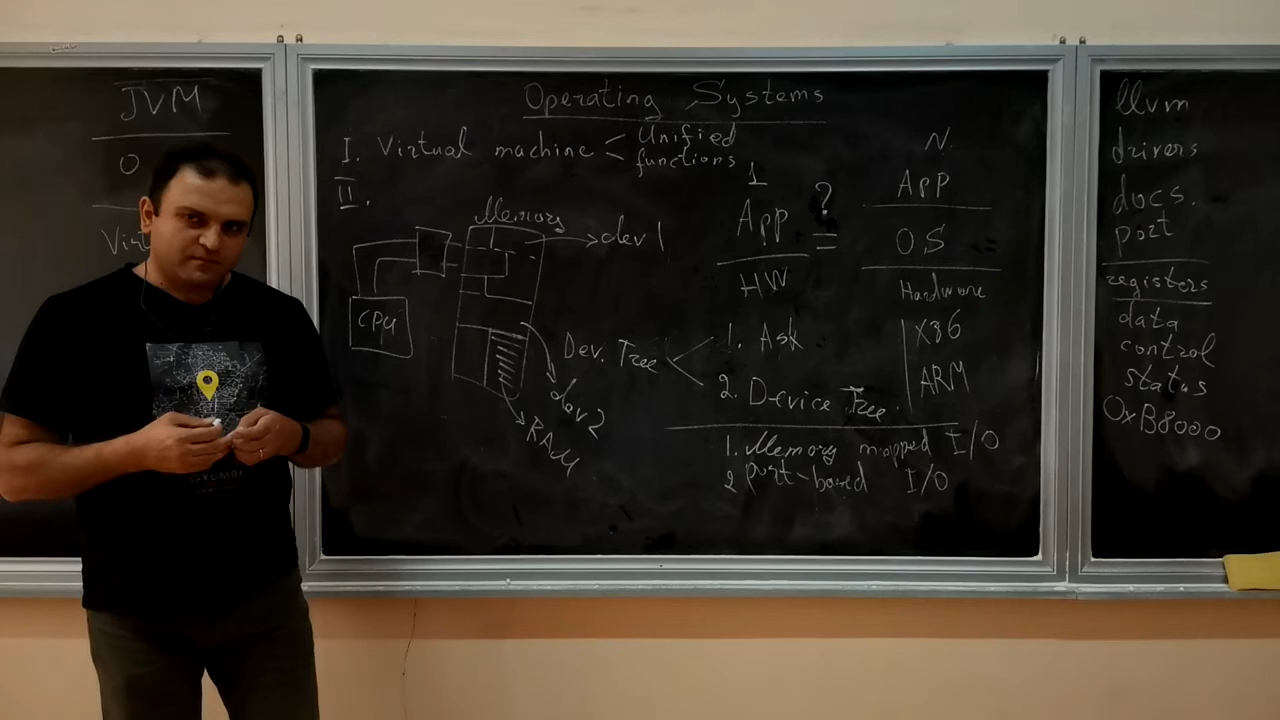 JVM
O
Virt
Operating Systems
I. Virtual machine < Unified
< functions
II.
Memory
dev 1
CPU
dev 2
RAM
1
App
?
=
HW
N.
App
OS
Hardware
X86
ARM
Dev. Tree
1. Ask
2. Device Tree.
1. Memory mapped I/O
2 port-based I/O
llvm
drivers
docs.
port
registers
data
control
status
0xB8000
GYUMRI